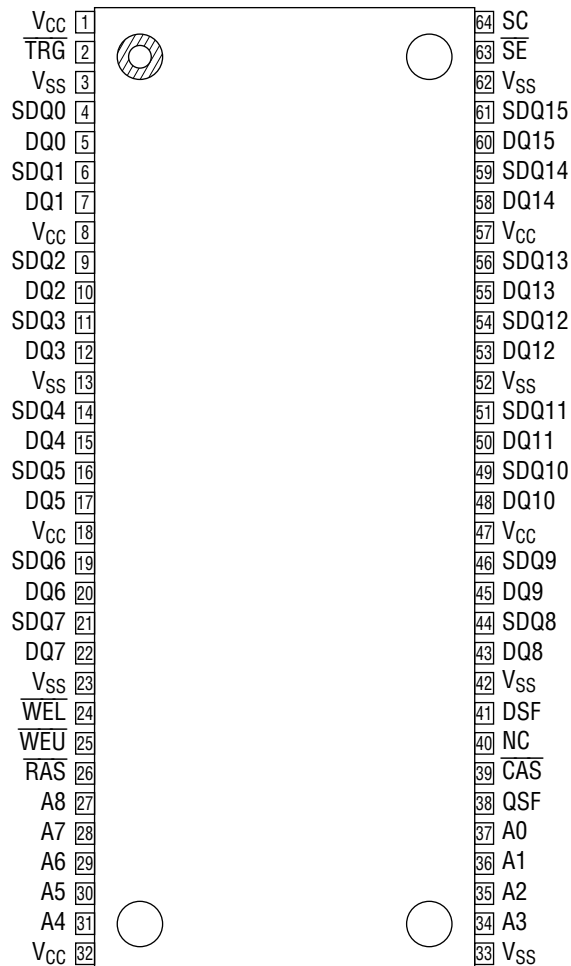 VCC 1 64 SC
TRG 2 63 SE
VSS 3 62 VSS
SDQ0 4 61 SDQ15
DQ0 5 60 DQ15
SDQ1 6 59 SDQ14
DQ1 7 58 DQ14
VCC 8 57 VCC
SDQ2 9 56 SDQ13
DQ2 10 55 DQ13
SDQ3 11 54 SDQ12
DQ3 12 53 DQ12
VSS 13 52 VSS
SDQ4 14 51 SDQ11
DQ4 15 50 DQ11
SDQ5 16 49 SDQ10
DQ5 17 48 DQ10
VCC 18 47 VCC
SDQ6 19 46 SDQ9
DQ6 20 45 DQ9
SDQ7 21 44 SDQ8
DQ7 22 43 DQ8
VSS 23 42 VSS
WEL 24 41 DSF
WEU 25 40 NC
RAS 26 39 CAS
A8 27 38 QSF
A7 28 37 A0
A6 29 36 A1
A5 30 35 A2
A4 31 34 A3
VCC 32 33 VSS